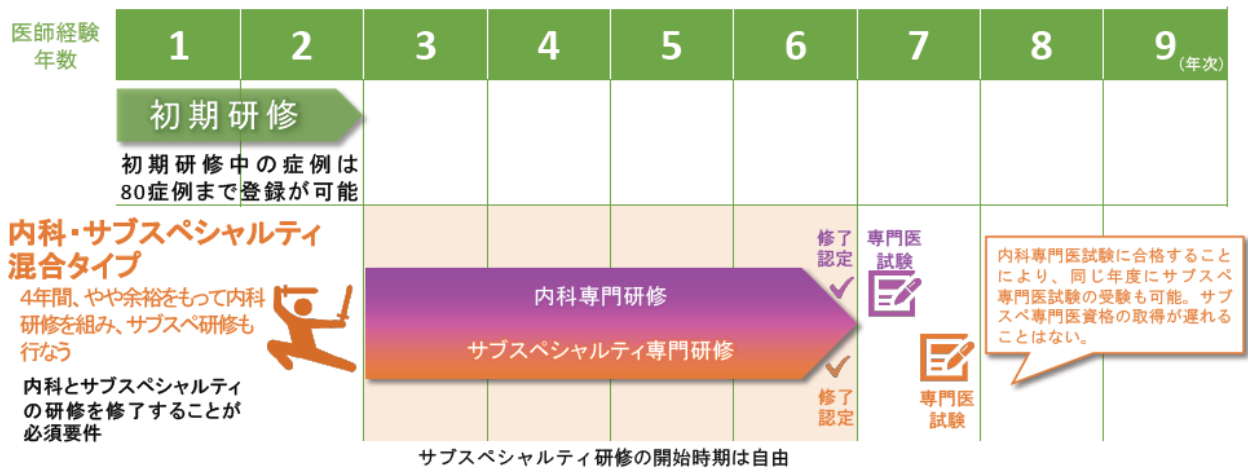 医師経験
年数
1 2 3 4 5 6 7 8 9(年次)
初期研修
初期研修中の症例は
80症例まで登録が可能
内科・サブスペシャルティ
混合タイプ
4年間、やや余裕をもって内科
研修を組み、サブスペ研修も
行なう
内科とサブスペシャルティ
の研修を修了することが
必須要件
内科専門研修
サブスペシャルティ専門研修
修了
認定
専門医
試験
修了
認定
専門医
試験
内科専門医試験に合格すること
により、同じ年度にサブスペ
専門医試験の受験も可能。サブ
スペ専門医資格の取得が遅れる
ことはない。
サブスペシャルティ研修の開始時期は自由